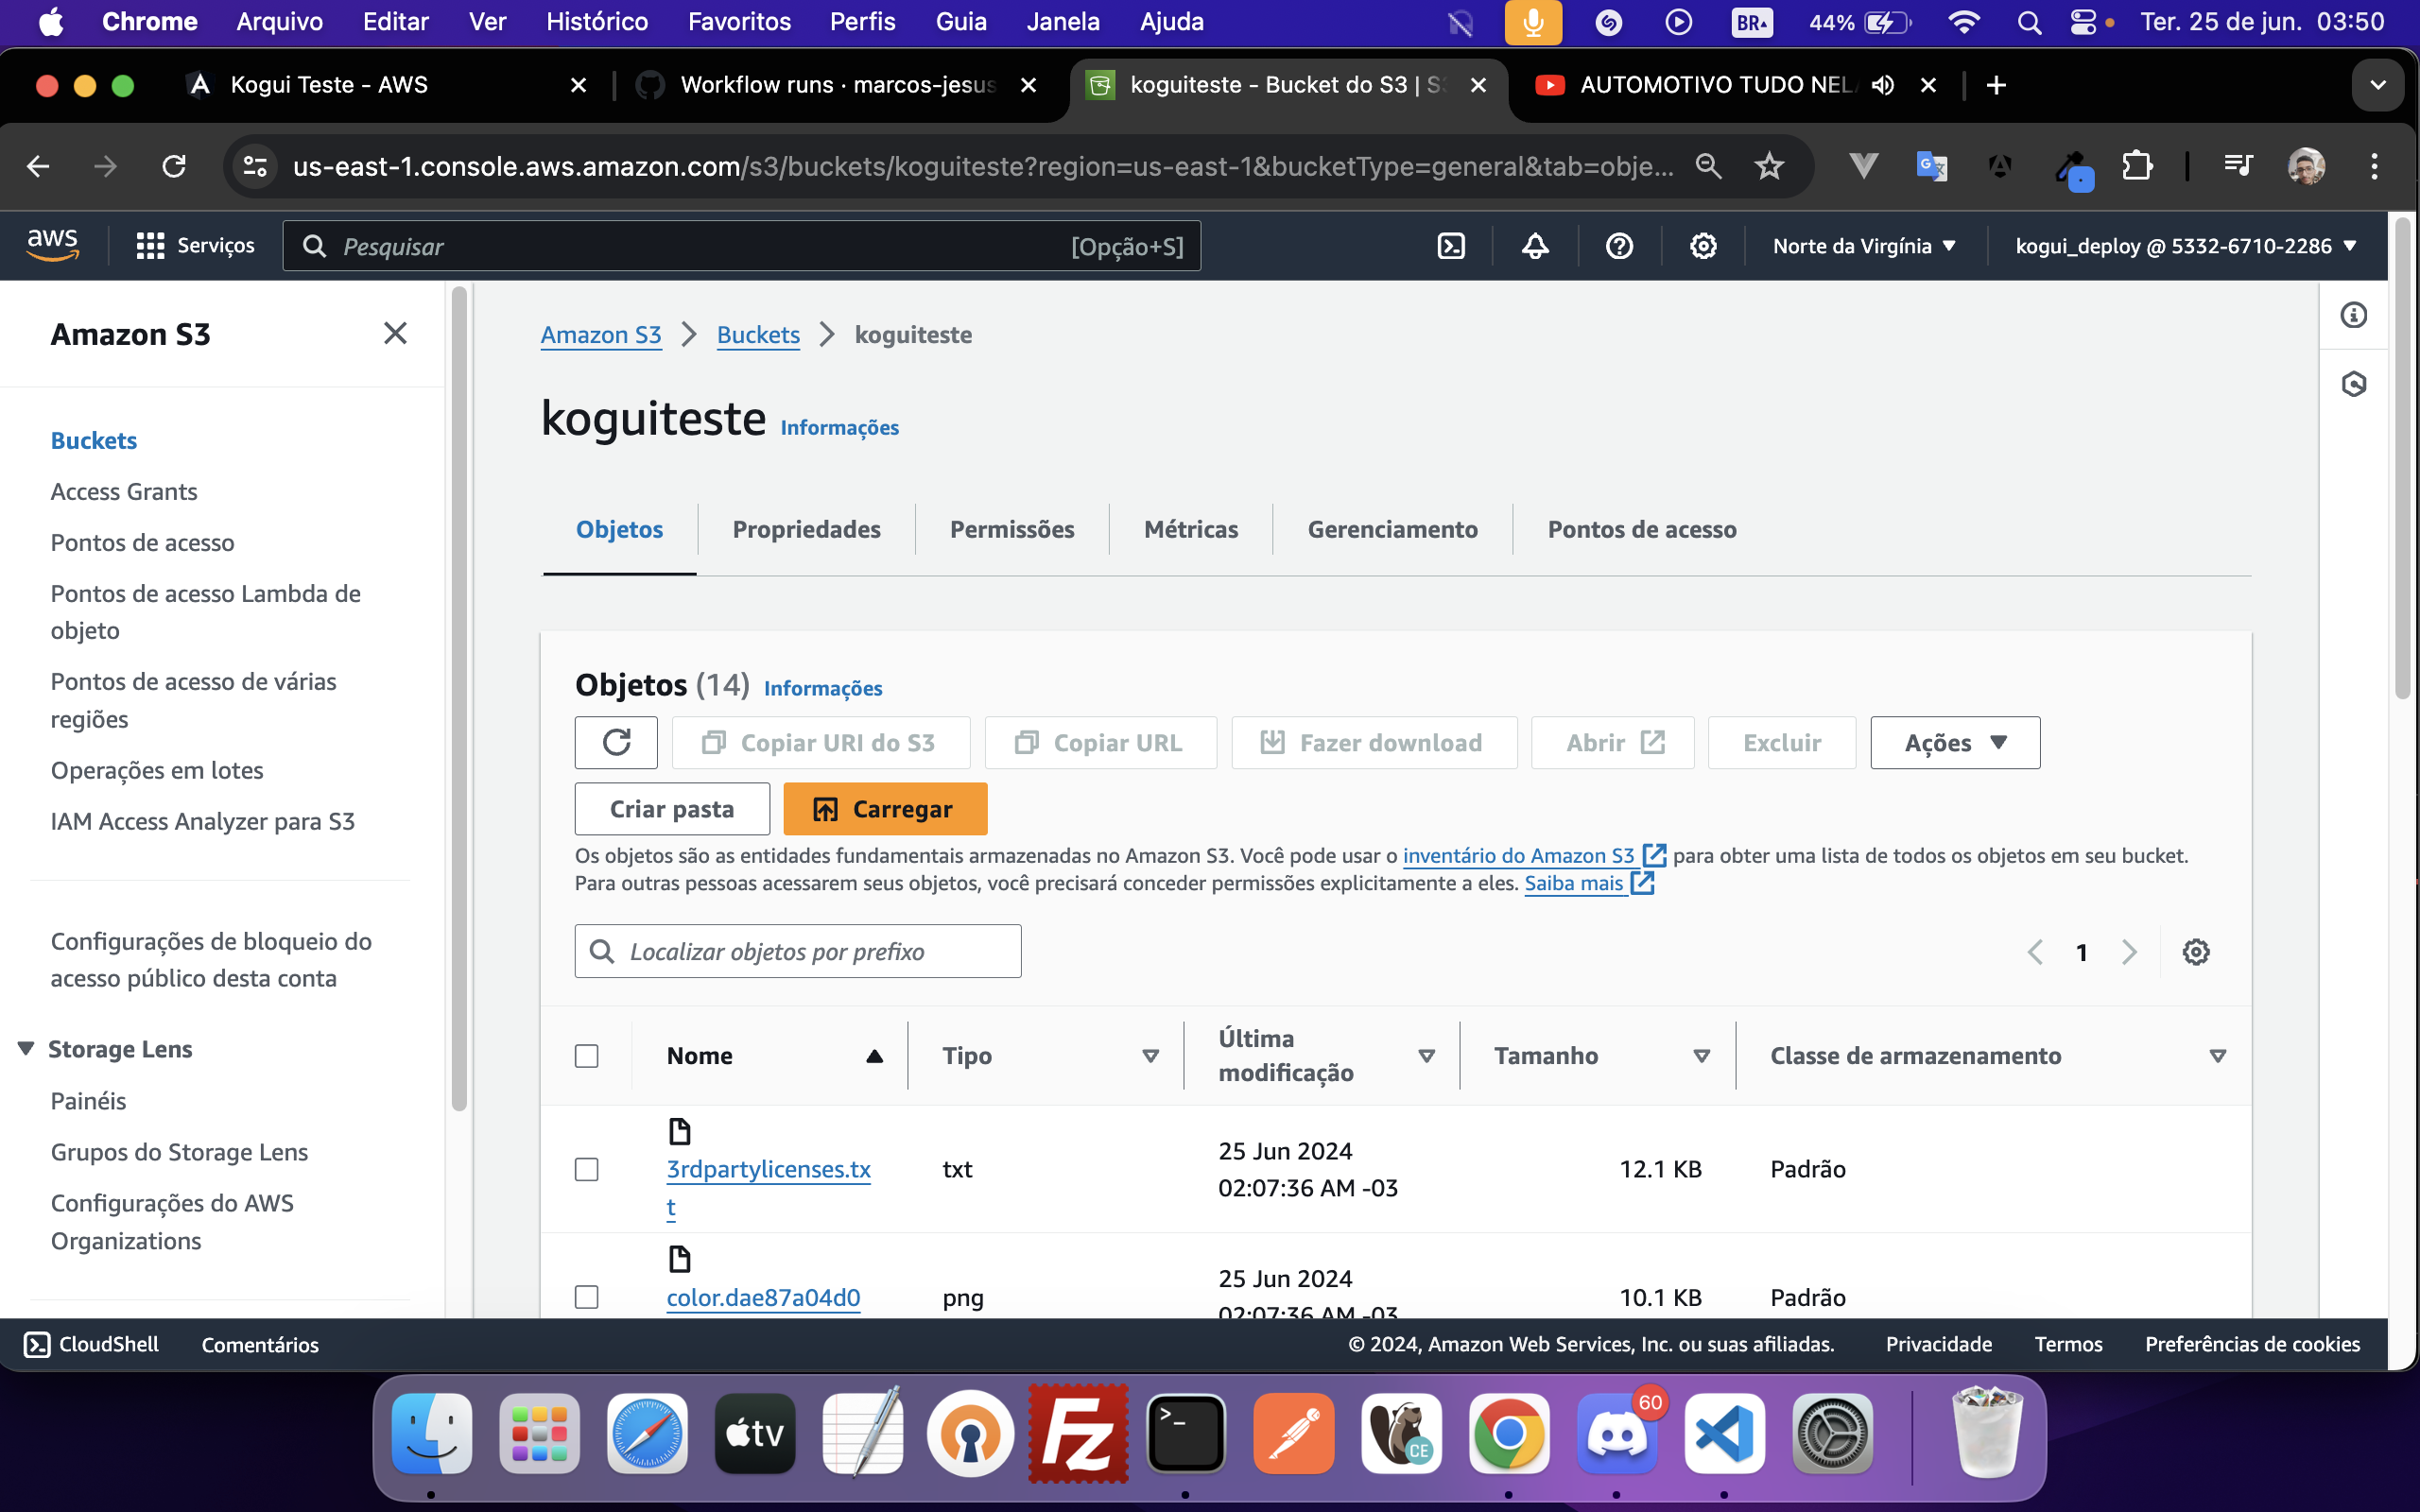 Chrome Arquivo Editar Ver Histórico Favoritos Perfis Guia Janela Ajuda BR 44% Ter. 25 de jun. 03:50
Kogui Teste - AWS
Workflow runs · marcos-jesus
koguiteste - Bucket do S3 | S3
AUTOMOTIVO TUDO NELA
us-east-1.console.aws.amazon.com/s3/buckets/koguiteste?region=us-east-1&bucketType=general&tab=obje...
aws Serviços Pesquisar [Opção+S] Norte da Virgínia kogui_deploy @ 5332-6710-2286
Amazon S3
Buckets
Access Grants
Pontos de acesso
Pontos de acesso Lambda de
objeto
Pontos de acesso de várias
regiões
Operações em lotes
IAM Access Analyzer para S3
Configurações de bloqueio do
acesso público desta conta
Storage Lens
Painéis
Grupos do Storage Lens
Configurações do AWS
Organizations
Amazon S3 Buckets koguiteste
koguiteste Informações
Objetos Propriedades Permissões Métricas Gerenciamento Pontos de acesso
Objetos (14) Informações
Copiar URI do S3 Copiar URL Fazer download Abrir Excluir Ações
Criar pasta Carregar
Os objetos são as entidades fundamentais armazenadas no Amazon S3. Você pode usar o inventário do Amazon S3 para obter uma lista de todos os objetos em seu bucket.
Para outras pessoas acessarem seus objetos, você precisará conceder permissões explicitamente a eles. Saiba mais
Localizar objetos por prefixo 1
Nome Tipo Última modificação Tamanho Classe de armazenamento
3rdpartylicenses.tx
t
txt
25 Jun 2024
02:07:36 AM -03
12.1 KB
Padrão
color.dae87a04d0
png
25 Jun 2024
02:07:36 AM -03
10.1 KB
Padrão
CloudShell Comentários © 2024, Amazon Web Services, Inc. ou suas afiliadas. Privacidade Termos Preferências de cookies
tv
Fz
>_
CE
60